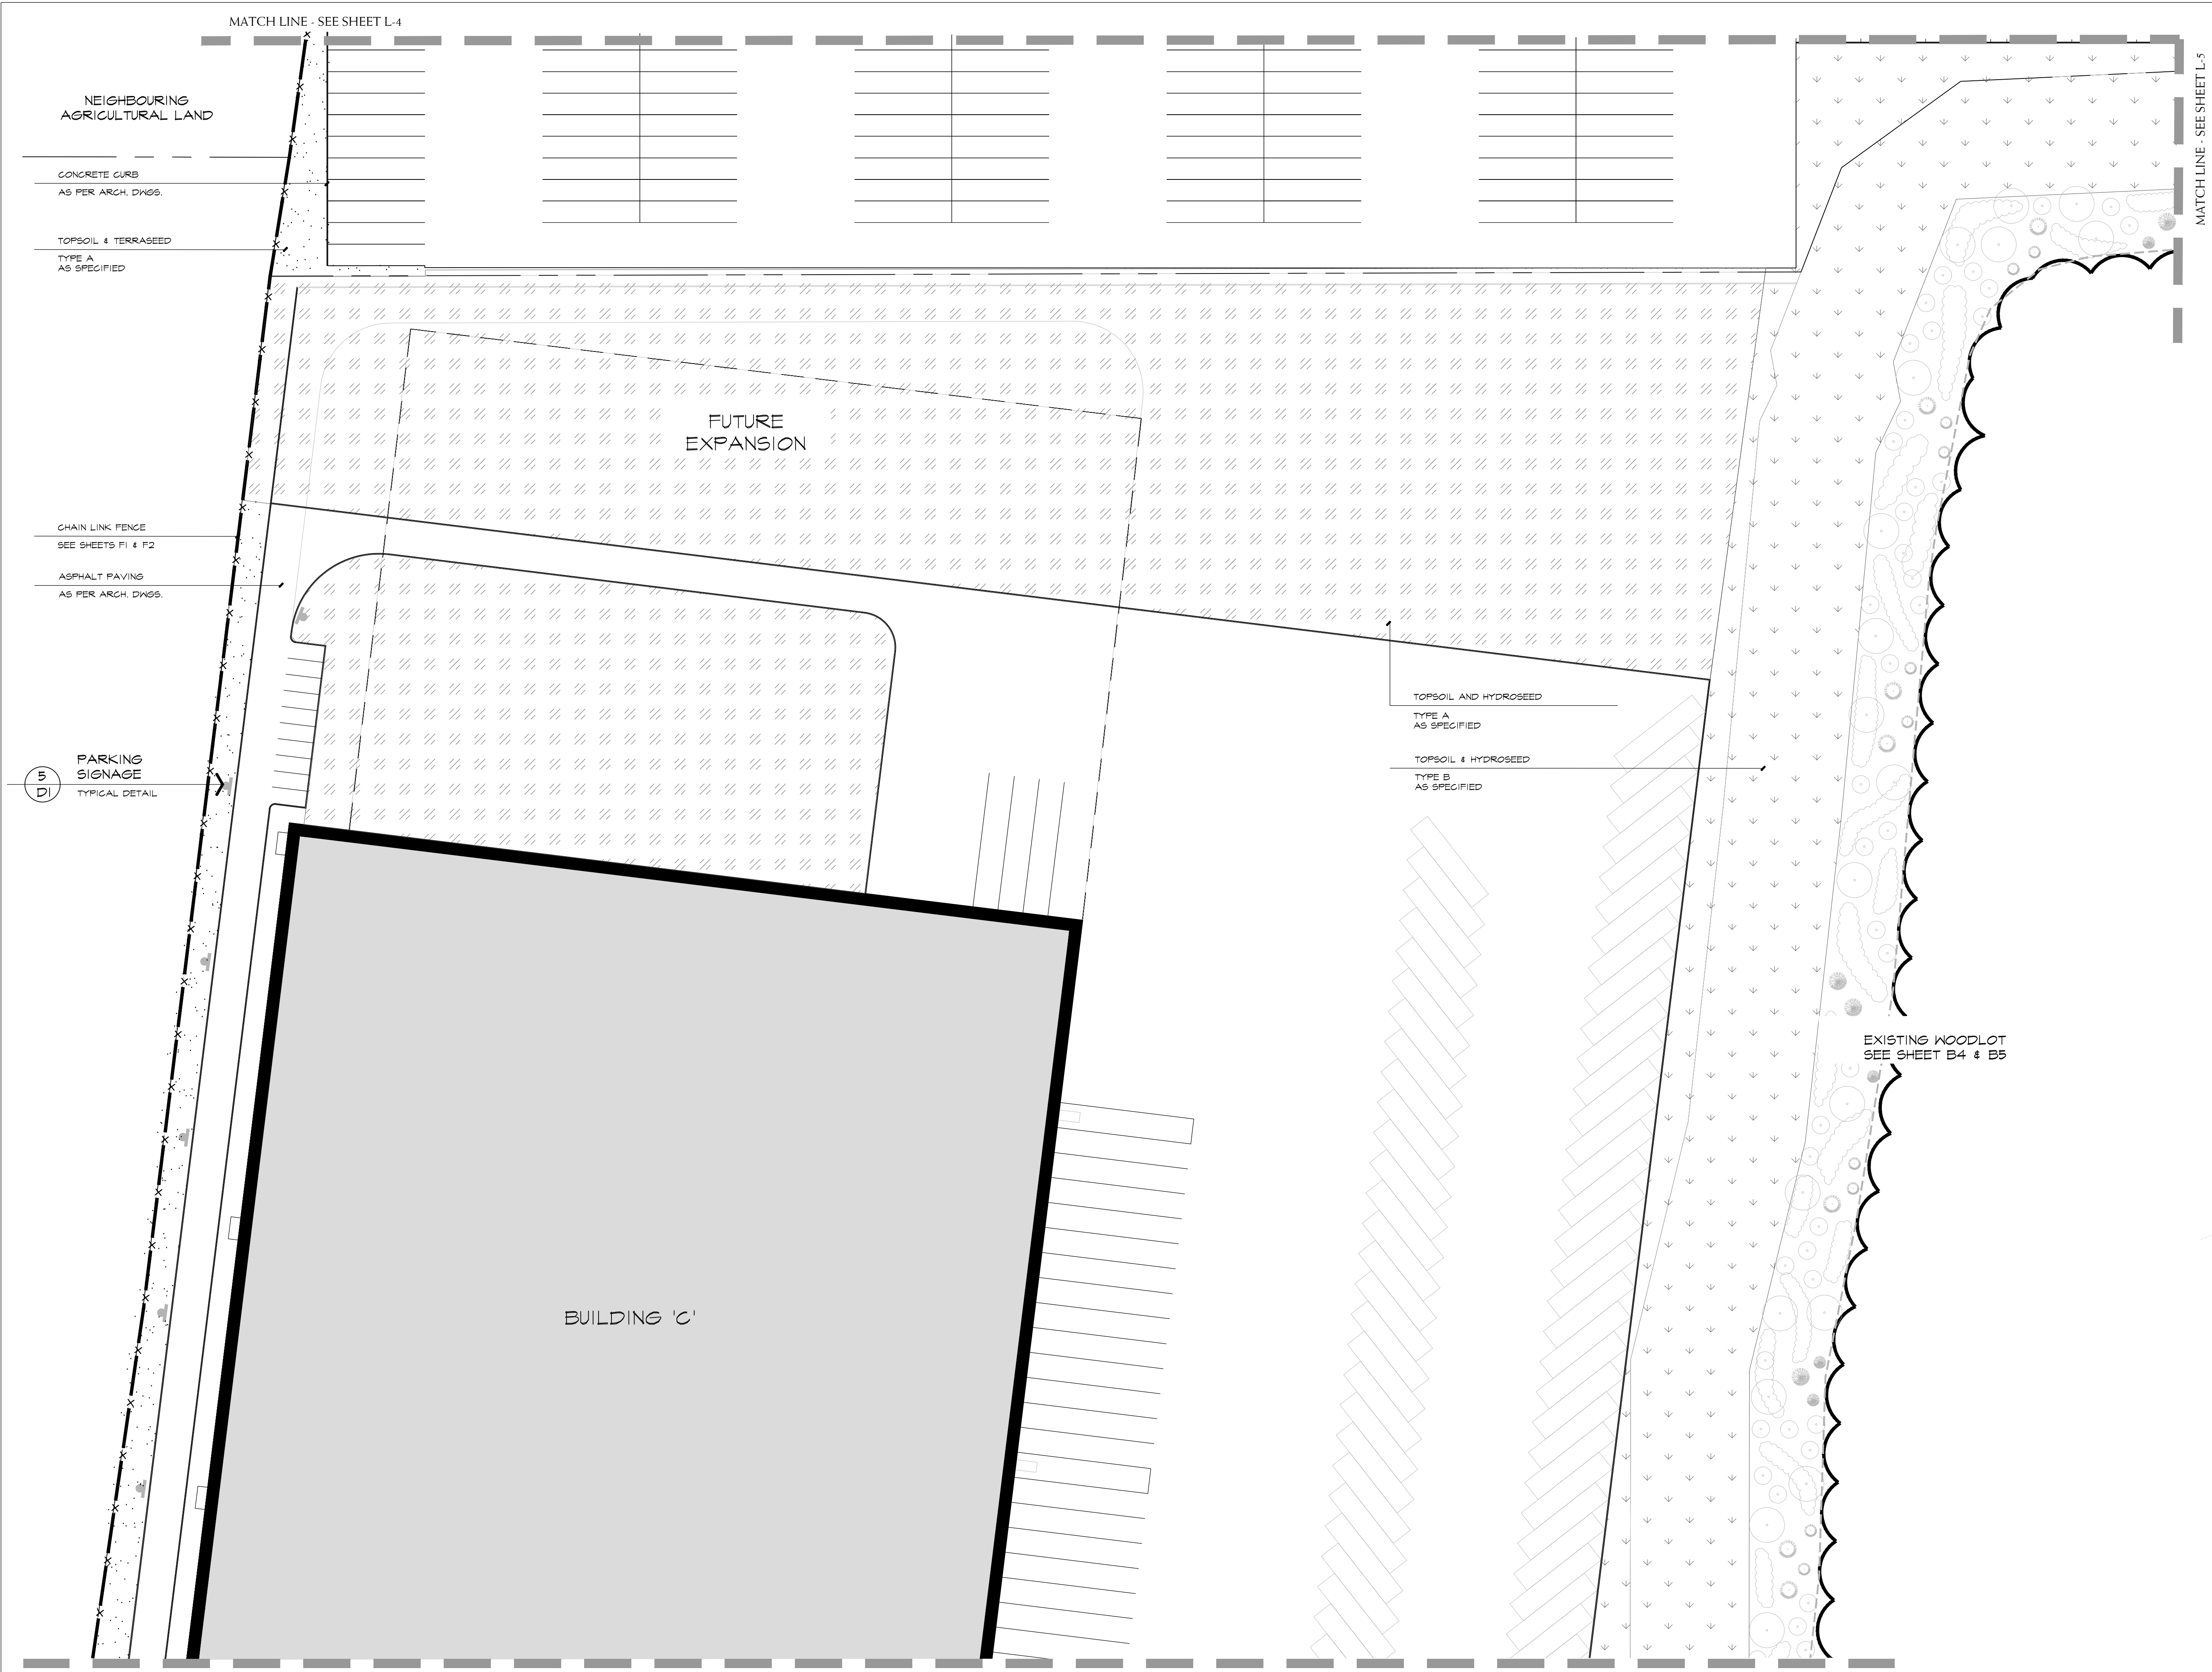 MATCH LINE - SEE SHEET L-4
MATCH LINE - SEE SHEET L-5
NEIGHBOURING
AGRICULTURAL LAND
CONCRETE CURB
AS PER ARCH. DWGS.
TOPSOIL & TERRASEED
TYPE A
AS SPECIFIED
FUTURE
EXPANSION
CHAIN LINK FENCE
SEE SHEETS F1 & F2
ASPHALT PAVING
AS PER ARCH. DWGS.
TOPSOIL AND HYDROSEED
TYPE A
AS SPECIFIED
PARKING
SIGNAGE
TYPICAL DETAIL
5
D1
TOPSOIL & HYDROSEED
TYPE B
AS SPECIFIED
EXISTING WOODLOT
SEE SHEET B4 & B5
BUILDING 'C'